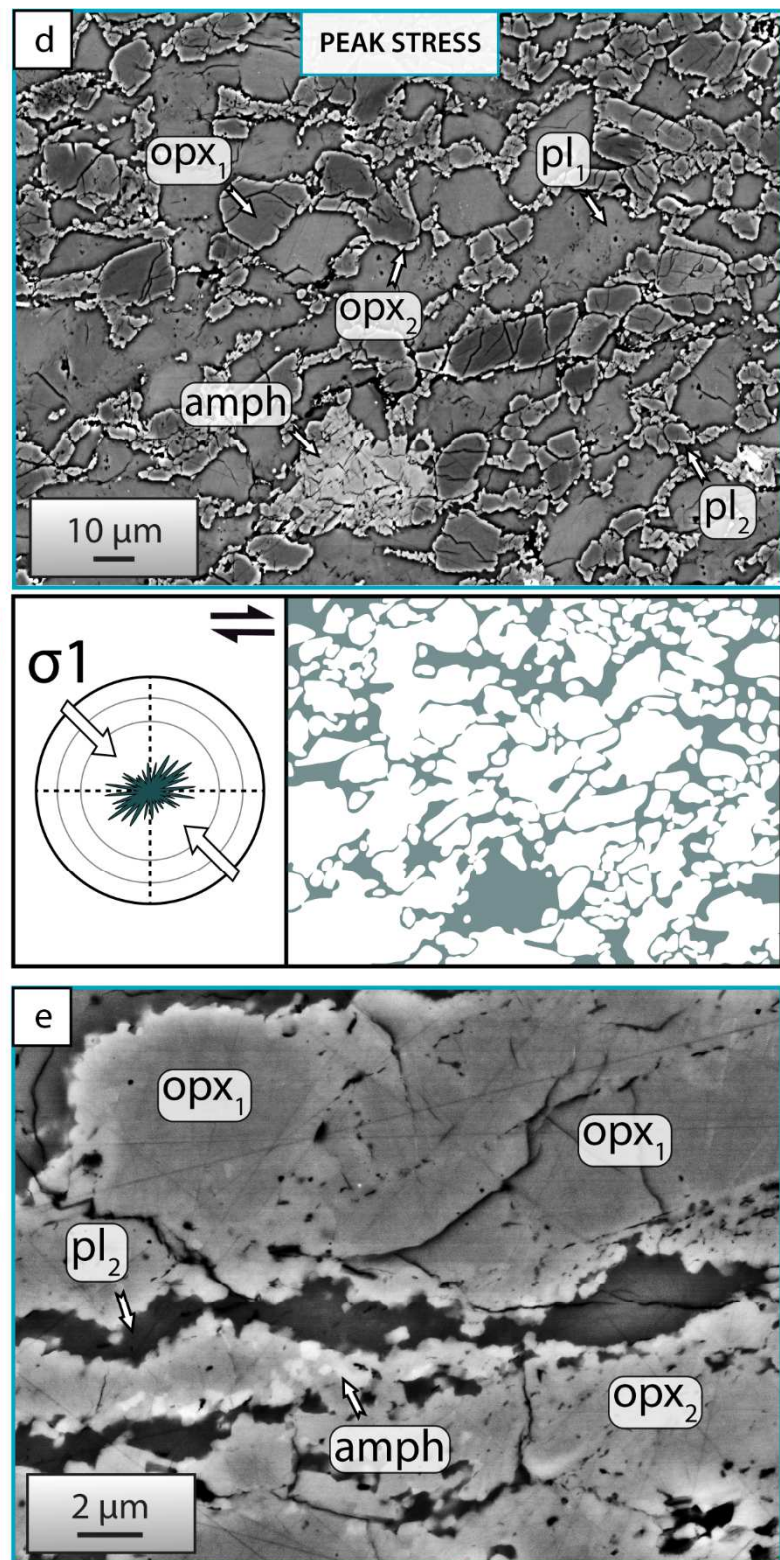 d
PEAK STRESS
opx₁
pl₁
opx₂
amph
pl₂
10 µm
σ1
e
opx₁
opx₁
pl₂
opx₂
amph
2 µm